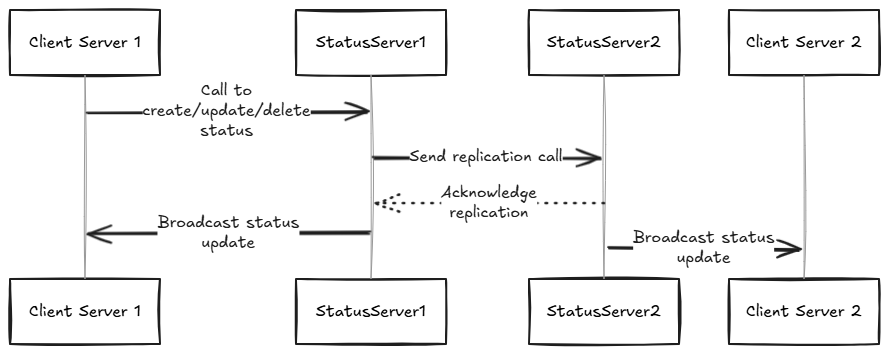 Client Server 1
StatusServer1
StatusServer2
Client Server 2
Call to
create/update/delete
status
Send replication call
Acknowledge
replication
Broadcast status
update
Broadcast status
update
Client Server 1
StatusServer1
StatusServer2
Client Server 2